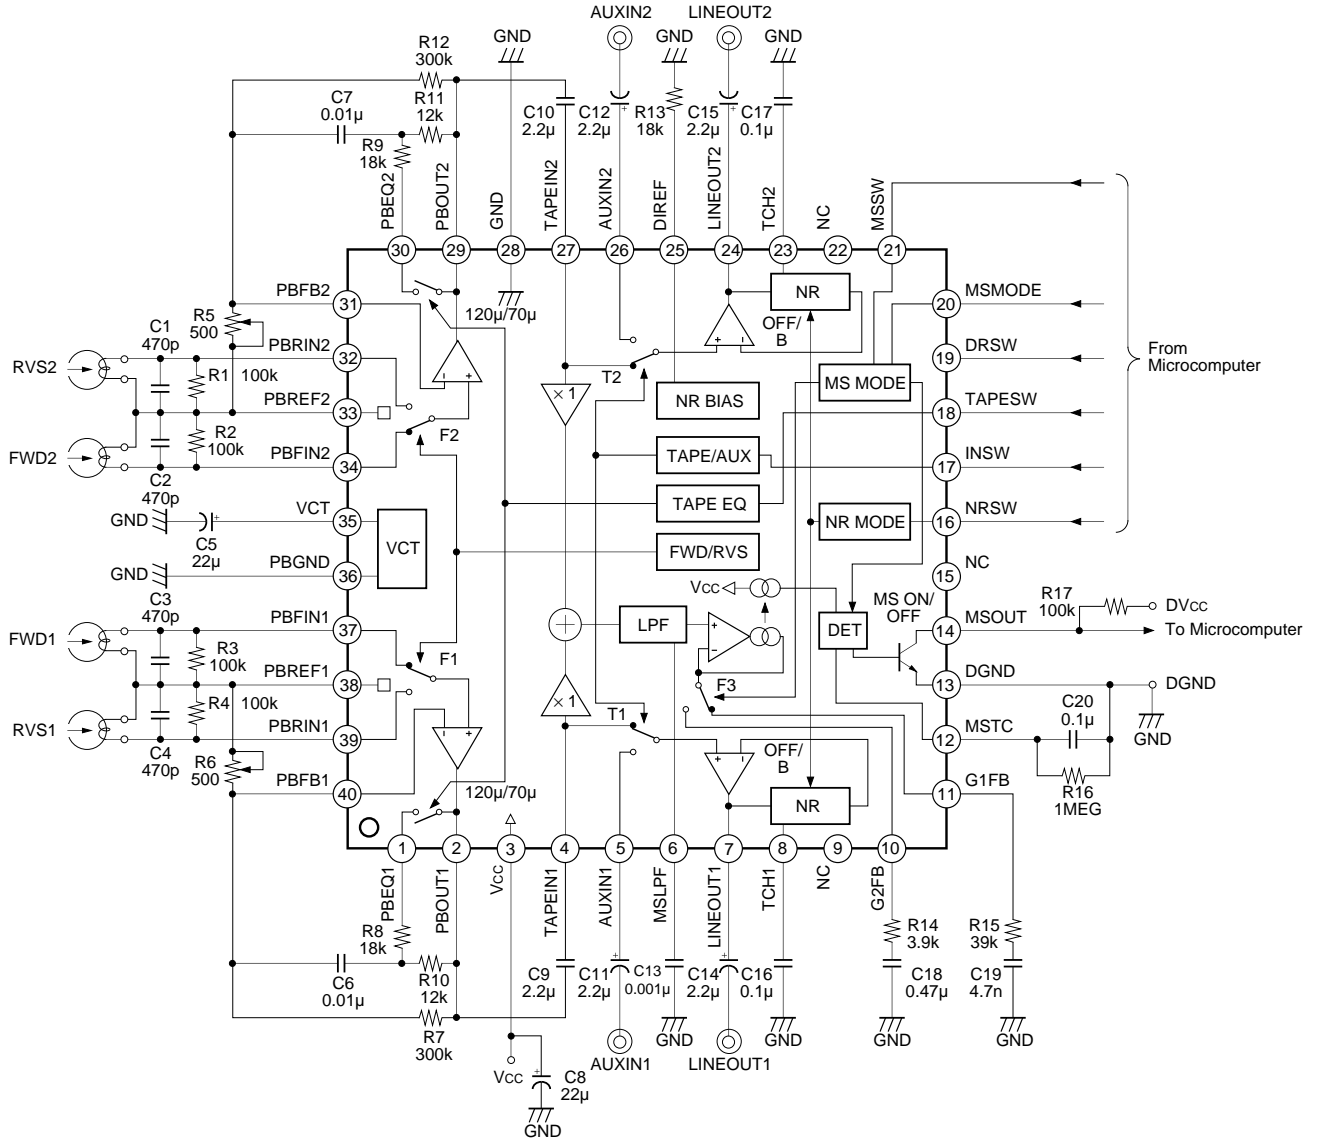 AUXIN2
LINEOUT2
GND
GND
GND
R12
300k
C7
0.01µ
R11
12k
C10
2.2µ
C12
2.2µ
+
R13
18k
C15
2.2µ
+
C17
0.1µ
R9
18k
PBEQ2
PBOUT2
GND
TAPEIN2
AUXIN2
DIREF
LINEOUT2
TCH2
NC
MSSW
30
29
28
27
26
25
24
23
22
21
PBFB2
31
120µ/70µ
NR
OFF/
B
20
MSMODE
R5
500
C1
470p
PBRIN2
32
T2
19
DRSW
From
Microcomputer
RVS2
R1
100k
PBREF2
33
× 1
NR BIAS
MS MODE
18
TAPESW
R2
100k
F2
FWD2
PBFIN2
34
TAPE/AUX
17
INSW
C2
470p
TAPE EQ
VCT
35
GND
+
C5
22µ
VCT
NR MODE
16
NRSW
FWD/RVS
GND
PBGND
36
VCC
15
NC
C3
470p
PBFIN1
37
LPF
DET
MS ON/
OFF
14
MSOUT
R17
100k
DVCC
To Microcomputer
FWD1
R3
100k
F1
PBREF1
38
F3
13
DGND
DGND
GND
R4
100k
× 1
RVS1
PBRIN1
39
T1
12
MSTC
C20
0.1µ
R16
1MEG
C4
470p
R6
500
PBFB1
40
120µ/70µ
OFF/
B
NR
11
G1FB
1
2
3
4
5
6
7
8
9
10
PBEQ1
PBOUT1
VCC
TAPEIN1
AUXIN1
MSLPF
LINEOUT1
TCH1
NC
G2FB
R8
18k
R14
3.9k
R15
39k
C6
0.01µ
R10
12k
C9
2.2µ
C11
2.2µ
+
C13
0.001µ
C14
2.2µ
+
C16
0.1µ
C18
0.47µ
C19
4.7n
R7
300k
GND
GND
GND
GND
AUXIN1
LINEOUT1
VCC
+
C8
22µ
GND